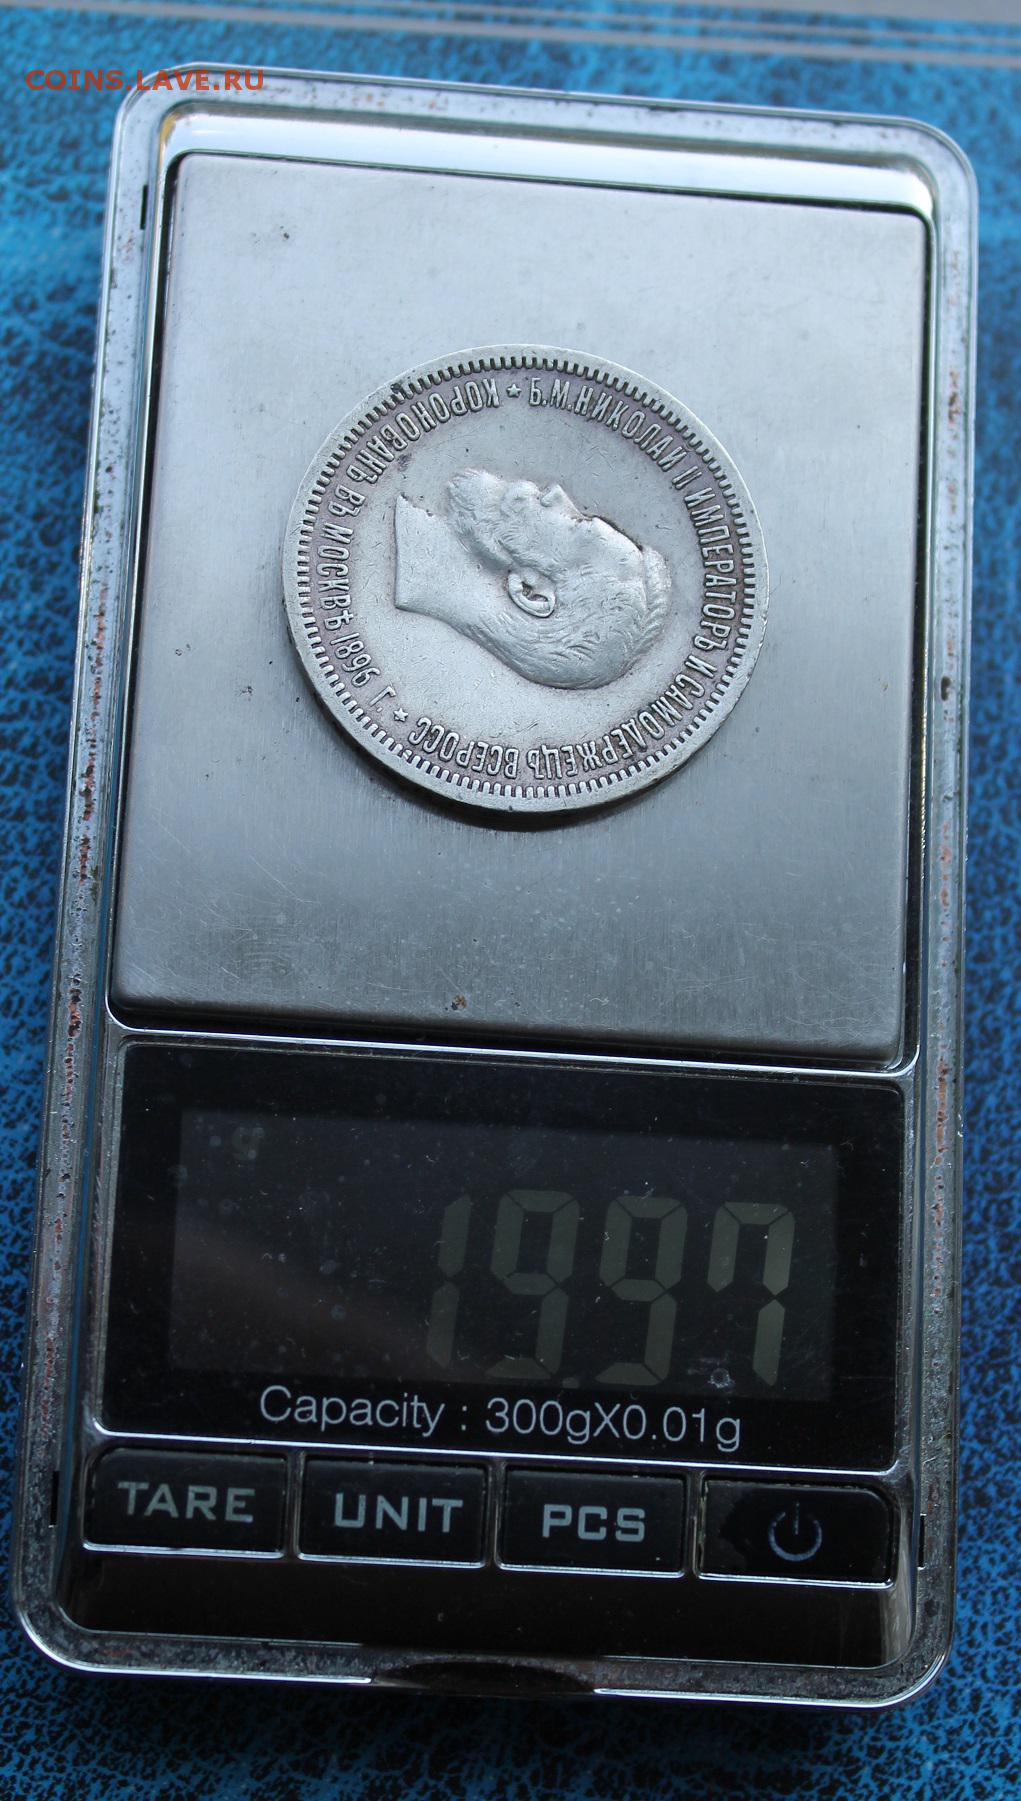 COINS.LAVE.RU
Б.М.НИКОЛАЙ II ИМПЕРАТОРЪ И САМОДЕРЖЕЦЪ ВСЕРОСС
★ КОРОНОВАНЪ ВЪ МОСКВѢ 1896 Г. ★
g
19.97
Capacity : 300gX0.01g
TARE UNIT PCS